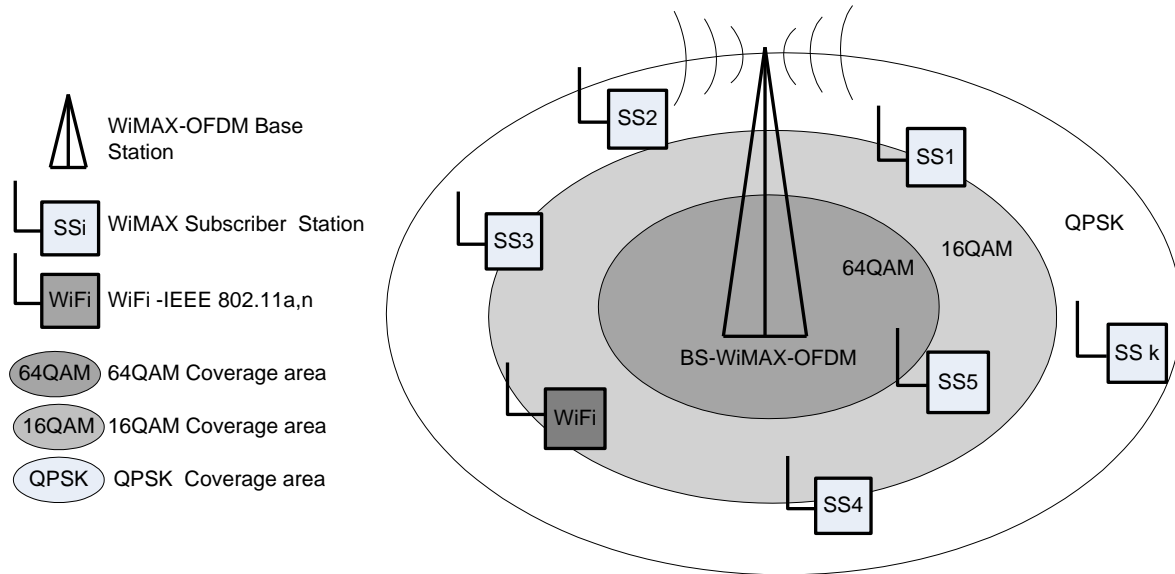 WiMAX-OFDM Base
Station
SSi WiMAX Subscriber Station
WiFi WiFi -IEEE 802.11a,n
64QAM 64QAM Coverage area
16QAM 16QAM Coverage area
QPSK QPSK Coverage area
SS2
SS1
SS3
QPSK
16QAM
64QAM
BS-WiMAX-OFDM
SS k
SS5
WiFi
SS4